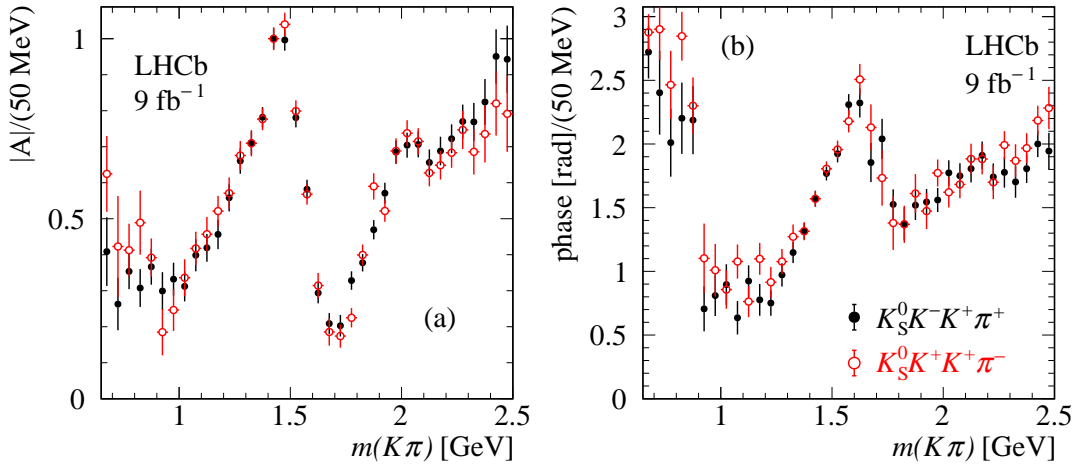 |A|/(50 MeV)
1
0.5
0
LHCb
9 fb⁻¹
(a)
1 1.5 2 2.5
m(Kπ) [GeV]
phase [rad]/(50 MeV)
3
2.5
2
1.5
1
0.5
0
(b)
LHCb
9 fb⁻¹
K⁰_S K⁻K⁺π⁺
K⁰_S K⁺K⁺π⁻
1 1.5 2 2.5
m(Kπ) [GeV]